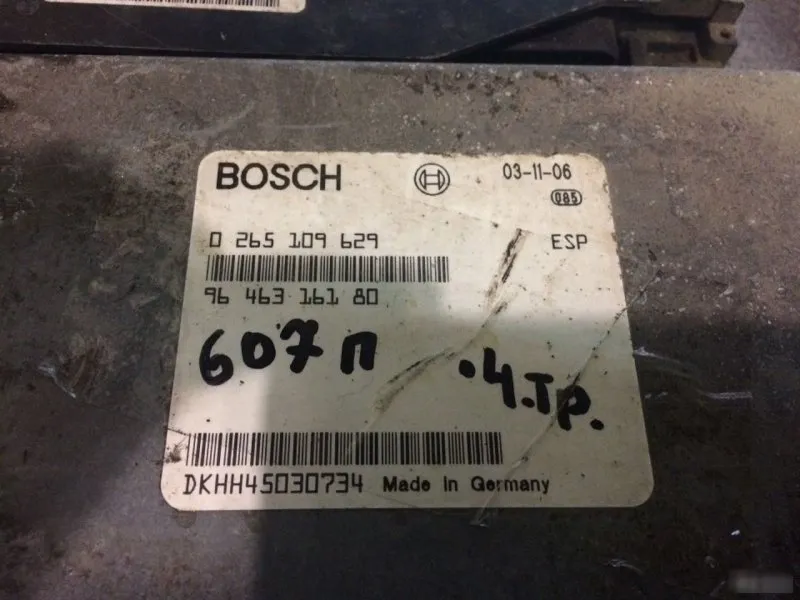 BOSCH 03-11-06
085
0 265 109 629 ESP
96 463 161 80
607 п .4.тр.
DKHH45030734 Made in Germany